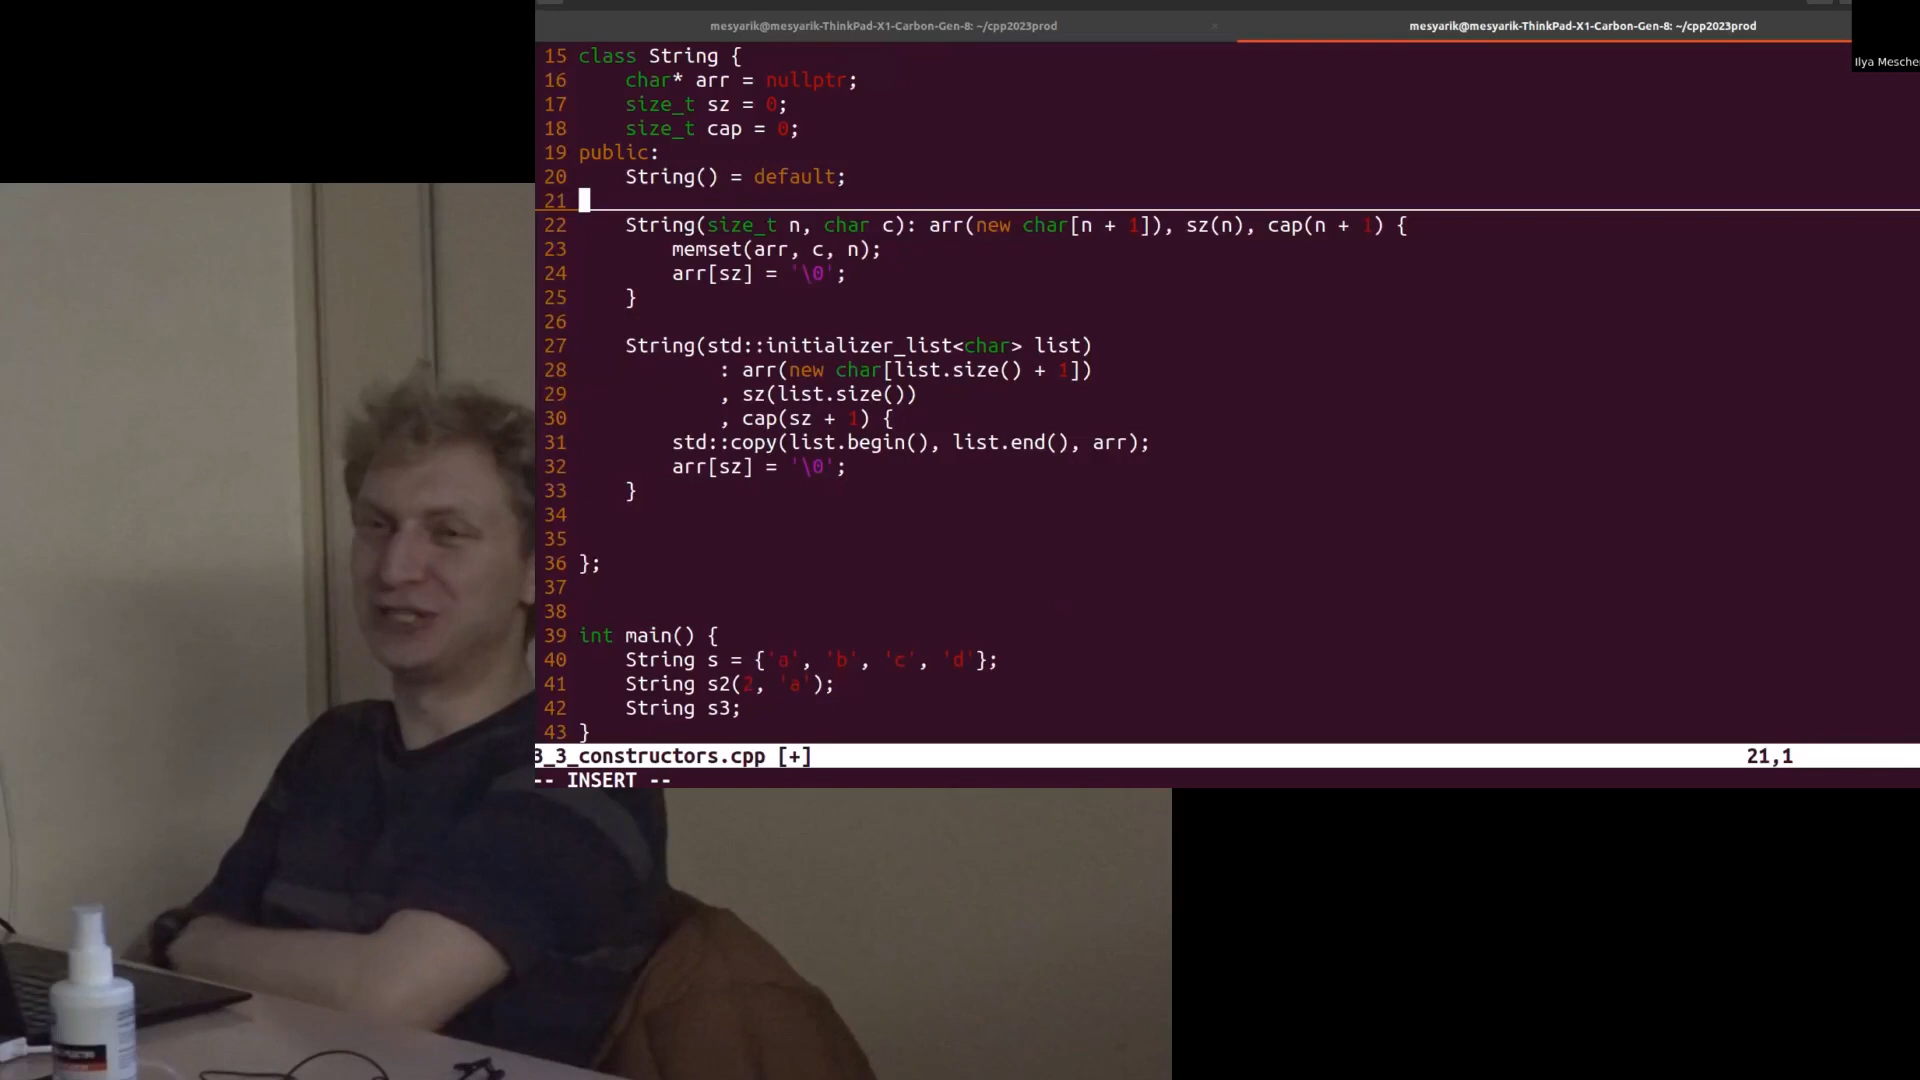 mesyarik@mesyarik-ThinkPad-X1-Carbon-Gen-8: ~/cpp2023prod
mesyarik@mesyarik-ThinkPad-X1-Carbon-Gen-8: ~/cpp2023prod
Ilya Mescher
15 class String {
16     char* arr = nullptr;
17     size_t sz = 0;
18     size_t cap = 0;
19 public:
20     String() = default;
21
22     String(size_t n, char c): arr(new char[n + 1]), sz(n), cap(n + 1) {
23         memset(arr, c, n);
24         arr[sz] = '\0';
25     }
26
27     String(std::initializer_list<char> list)
28             : arr(new char[list.size() + 1])
29             , sz(list.size())
30             , cap(sz + 1) {
31         std::copy(list.begin(), list.end(), arr);
32         arr[sz] = '\0';
33     }
34
35
36 };
37
38
39 int main() {
40     String s = {'a', 'b', 'c', 'd'};
41     String s2(2, 'a');
42     String s3;
43 }
3_3_constructors.cpp [+]
21,1
-- INSERT --